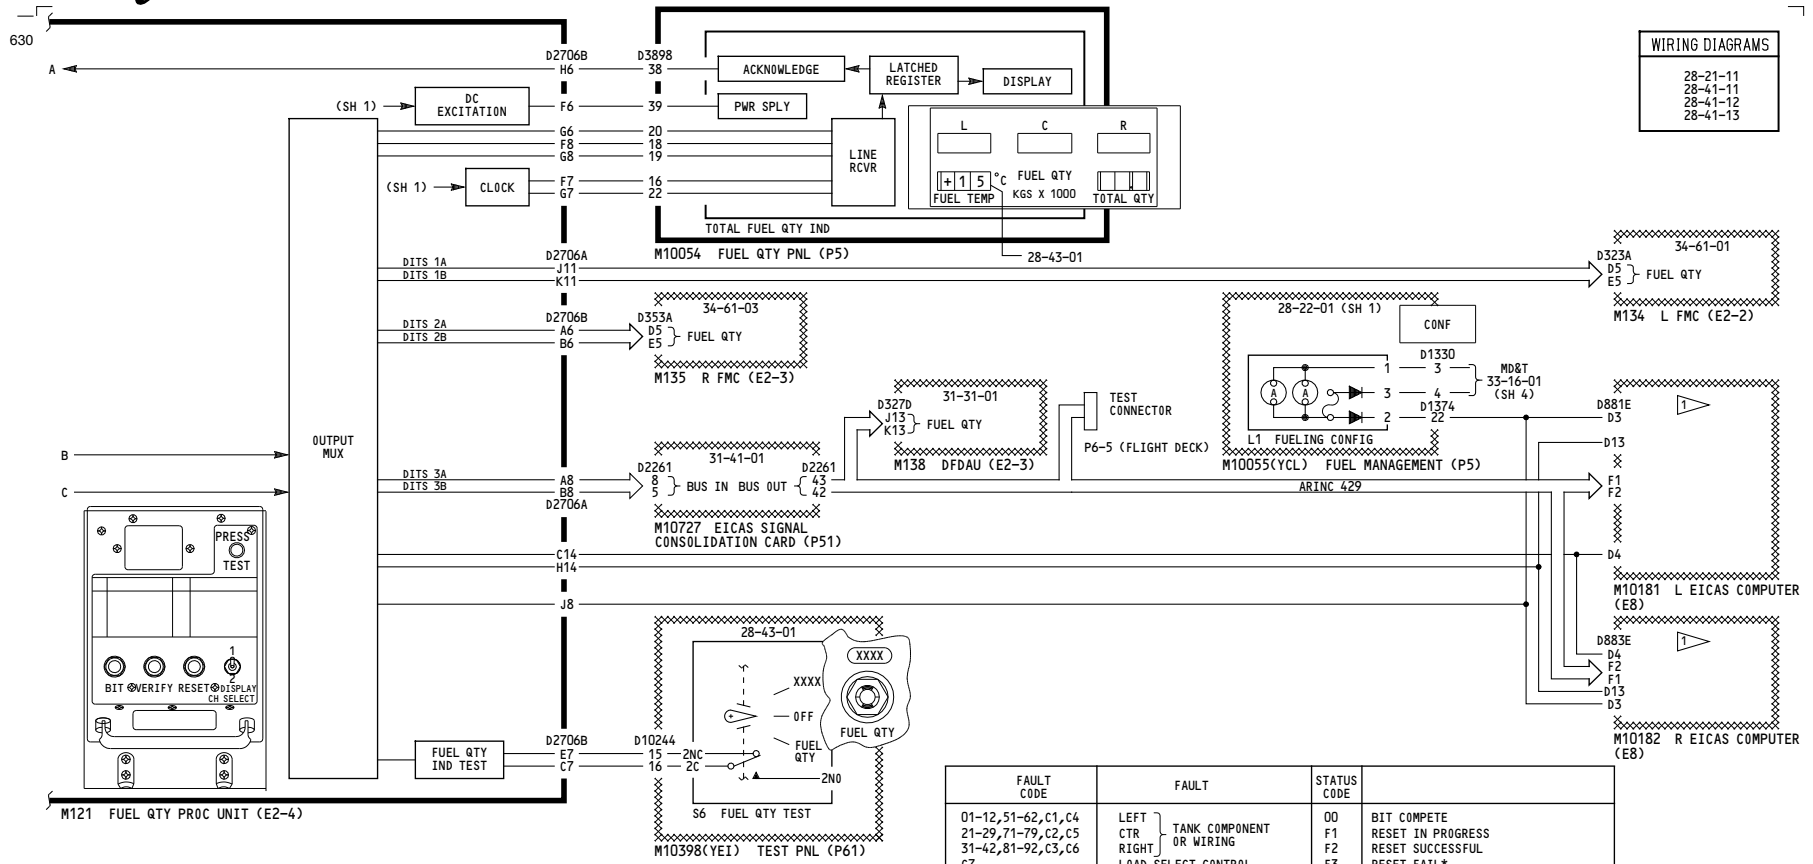 630
A
D2706B
H6
D3898
38
ACKNOWLEDGE
LATCHED
REGISTER
DISPLAY
(SH 1)
DC
EXCITATION
F6
39
PWR SPLY
G6
20
F8
18
G8
19
LINE
RCVR
(SH 1)
CLOCK
F7
16
G7
22
L
C
R
+15 °C
FUEL QTY
KGS X 1000
FUEL TEMP
TOTAL QTY
TOTAL FUEL QTY IND
M10054 FUEL QTY PNL (P5)
28-43-01
WIRING DIAGRAMS
28-21-11
28-41-11
28-41-12
28-41-13
DITS 1A
DITS 1B
D2706A
J11
K11
34-61-01
D323A
D5
E5
FUEL QTY
M134 L FMC (E2-2)
DITS 2A
DITS 2B
D2706B
A6
B6
34-61-03
D353A
D5
E5
FUEL QTY
M135 R FMC (E2-3)
28-22-01 (SH 1)
CONF
A
A
1
3
2
D1330
3
4
D1374
22
MD&T
33-16-01
(SH 4)
L1 FUELING CONFIG
M10055(YCL) FUEL MANAGEMENT (P5)
31-31-01
D327D
J13
K13
FUEL QTY
M138 DFDAU (E2-3)
TEST
CONNECTOR
P6-5 (FLIGHT DECK)
B
C
OUTPUT
MUX
DITS 3A
DITS 3B
A8
B8
D2706A
31-41-01
D2261
8
5
BUS IN BUS OUT
D2261
43
42
M10727 EICAS SIGNAL
CONSOLIDATION CARD (P51)
ARINC 429
D881E
D3
D13
F1
F2
D4
1
M10181 L EICAS COMPUTER
(E8)
C14
H14
J8
D883E
D4
F2
F1
D13
D3
1
M10182 R EICAS COMPUTER
(E8)
PRESS
TEST
BIT VERIFY RESET
1
2
DISPLAY
CH SELECT
FUEL QTY
IND TEST
D2706B
E7
C7
D10244
15
16
2NC
2C
2NO
28-43-01
XXXX
OFF
FUEL
QTY
XXXX
FUEL QTY
S6 FUEL QTY TEST
M10398(YEI) TEST PNL (P61)
M121 FUEL QTY PROC UNIT (E2-4)
FAULT
CODE
FAULT
STATUS
CODE
01-12,51-62,C1,C4 LEFT 00 BIT COMPETE
21-29,71-79,C2,C5 CTR TANK COMPONENT OR WIRING F1 RESET IN PROGRESS
31-42,81-92,C3,C6 RIGHT F2 RESET SUCCESSFUL
C7 LOAD SELECT CONTROL F3 RESET FAIL*